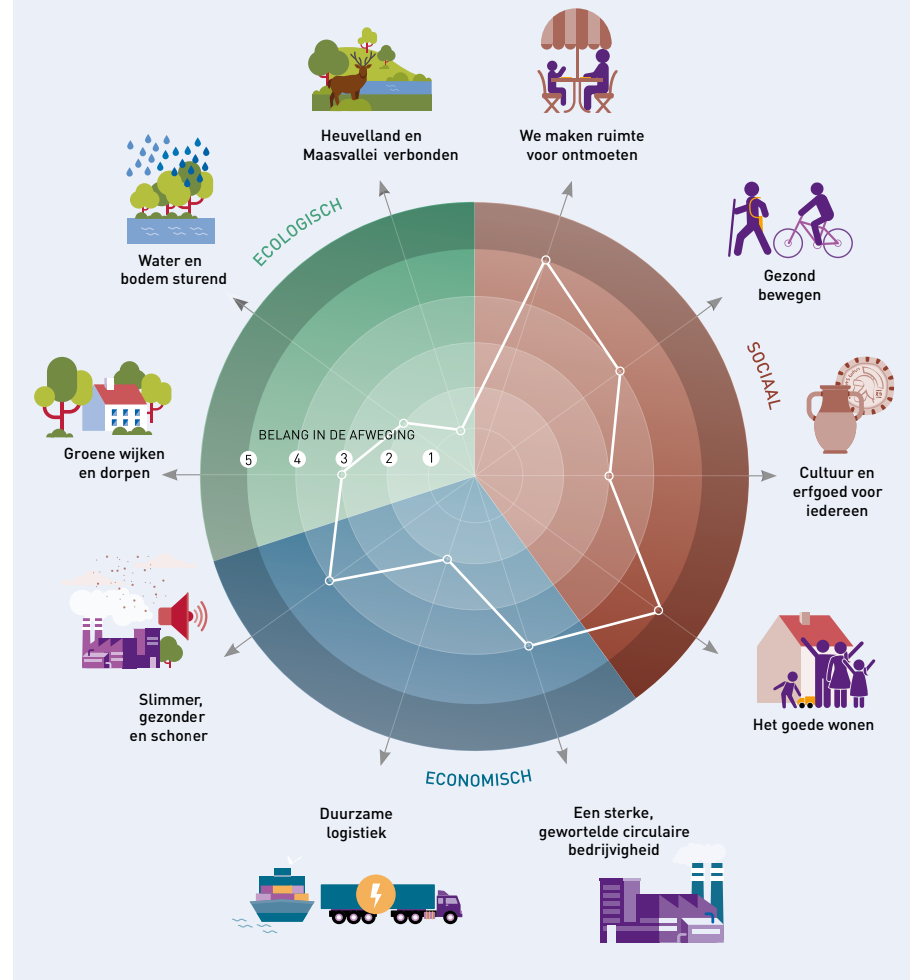 Heuvelland en
Maasvallei verbonden
We maken ruimte
voor ontmoeten
Water en
bodem sturend
ECOLOGISCH
Gezond
bewegen
SOCIAAL
Groene wijken
en dorpen
BELANG IN DE AFWEGING
5 4 3 2 1
Cultuur en
erfgoed voor
iedereen
Slimmer,
gezonder
en schoner
Het goede wonen
ECONOMISCH
Duurzame
logistiek
Een sterke,
gewortelde circulaire
bedrijvigheid